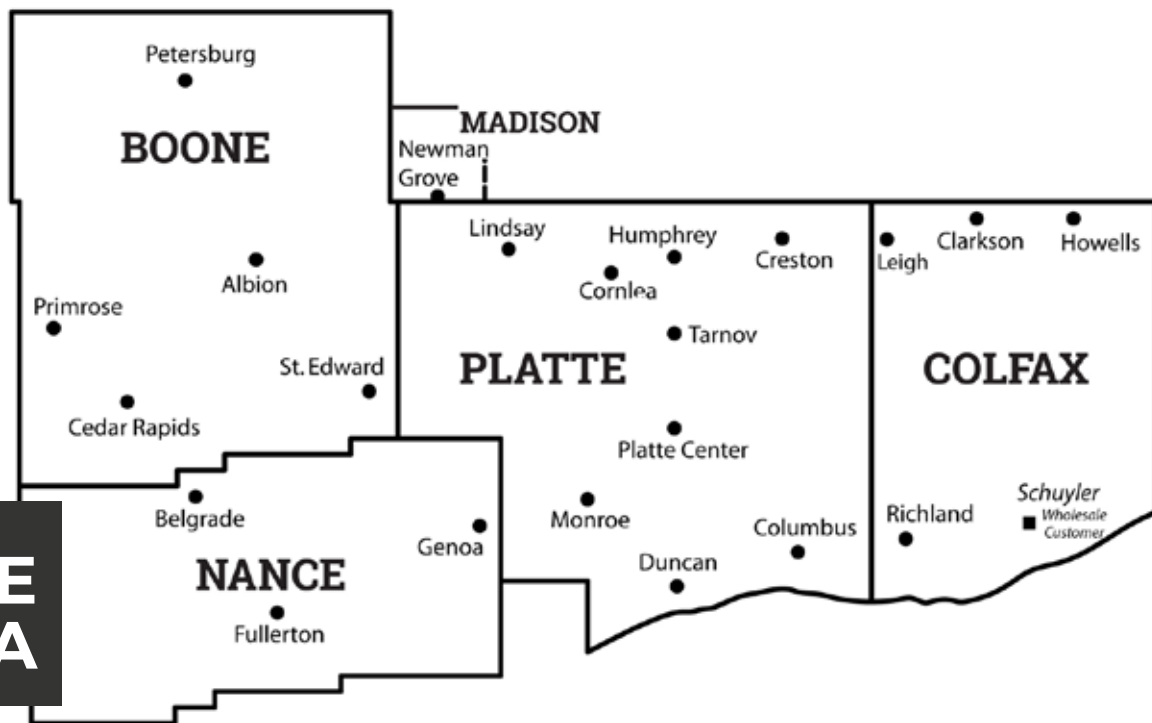 Petersburg
BOONE
MADISON
Newman
Grove
Lindsay
Humphrey
Creston
Cornlea
Leigh
Clarkson
Howells
Albion
Primrose
Tarnov
St. Edward
PLATTE
COLFAX
Cedar Rapids
Platte Center
Belgrade
Genoa
Monroe
Columbus
Richland
Schuyler
Wholesale
Customer
NANCE
Duncan
Fullerton
E
A